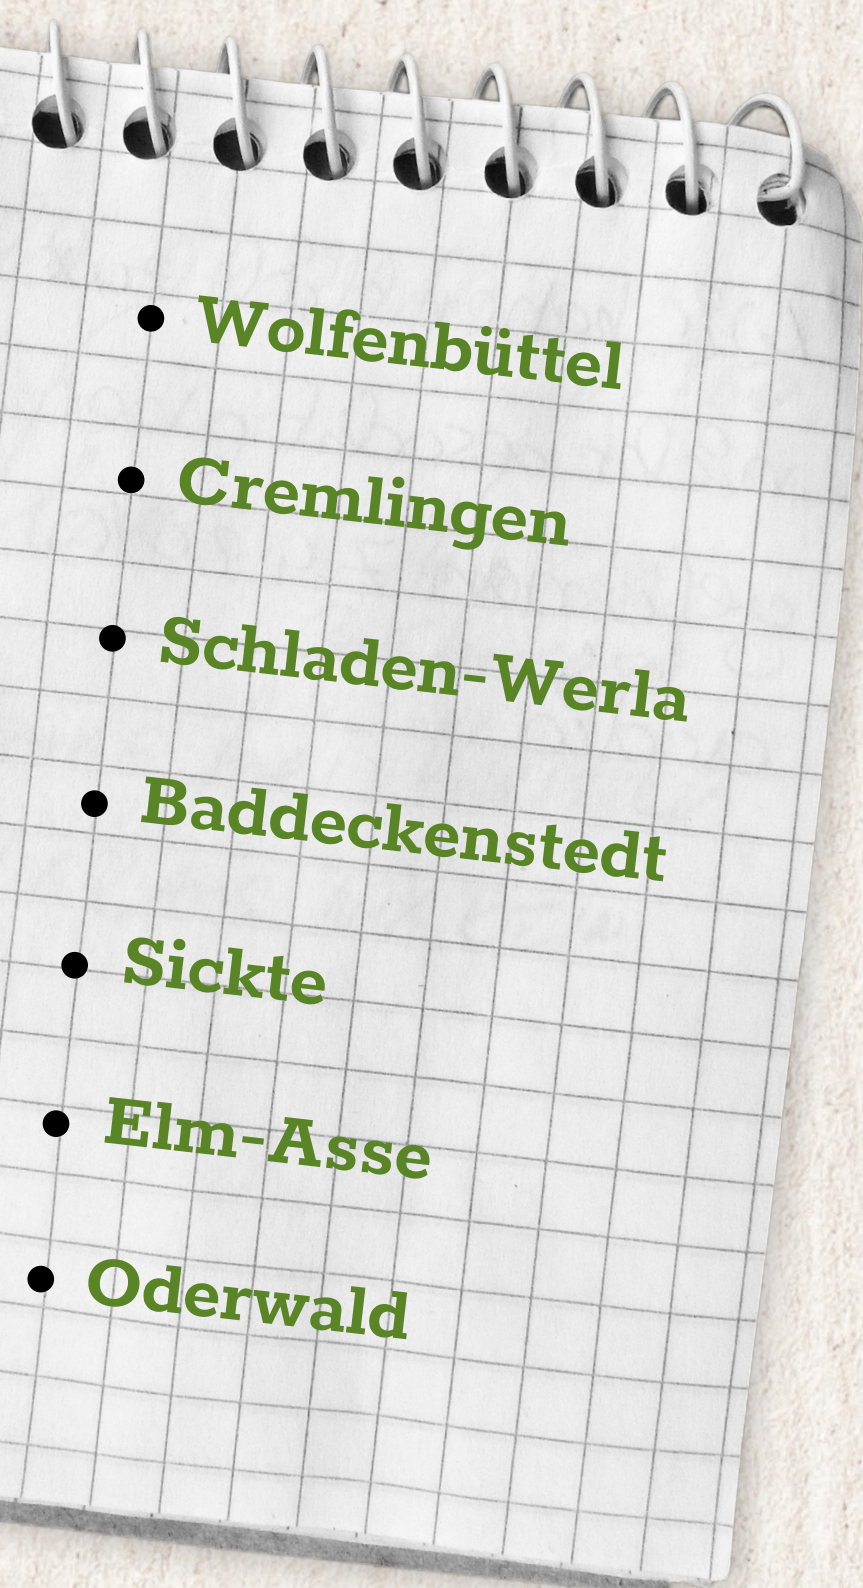 • Wolfenbüttel
• Cremlingen
• Schladen-Werla
• Baddeckenstedt
• Sickte
• Elm-Asse
• Oderwald